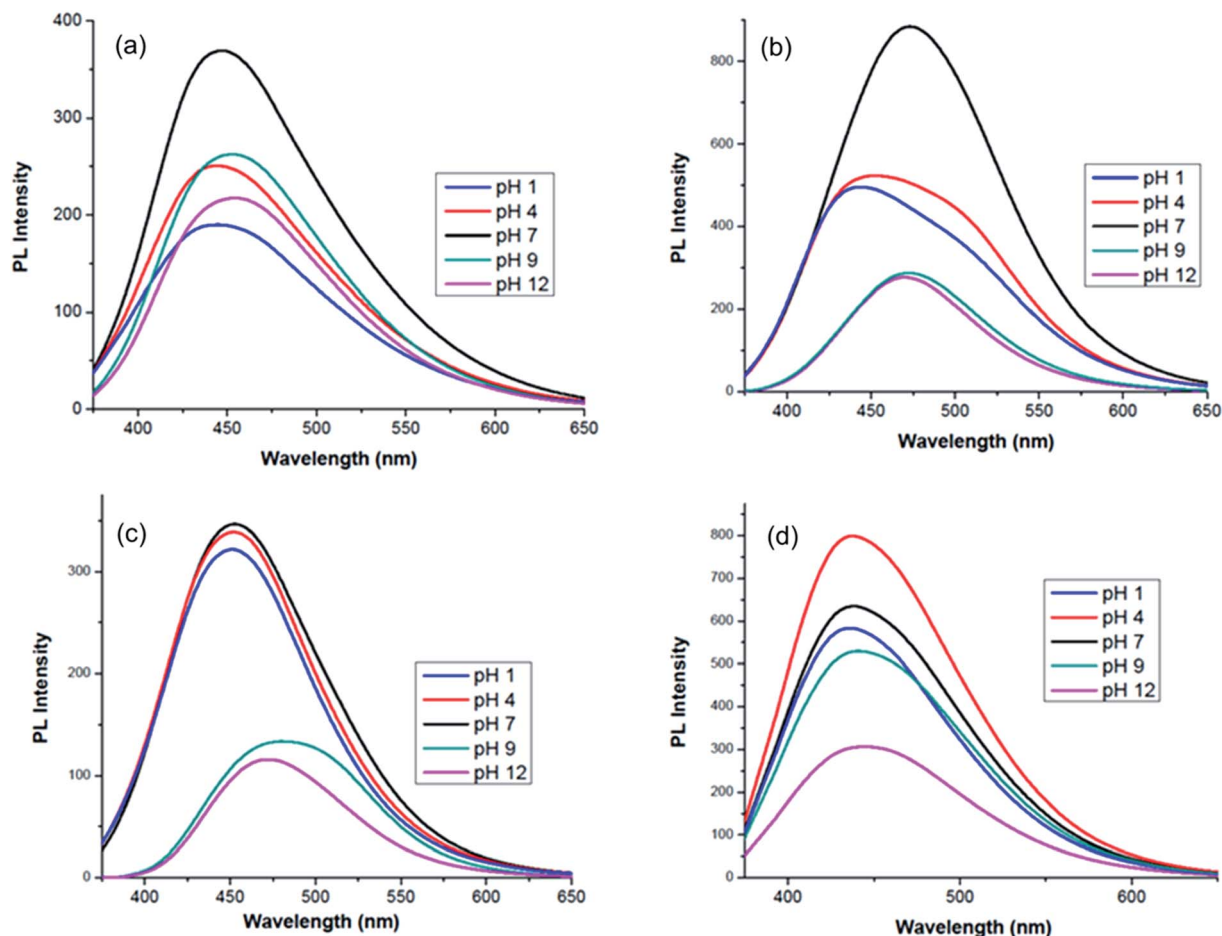 (a)
400
300
200
100
0
PL Intensity
400
450
500
550
600
650
Wavelength (nm)
pH 1
pH 4
pH 7
pH 9
pH 12
(b)
800
600
400
200
0
PL Intensity
400
450
500
550
600
650
Wavelength (nm)
pH 1
pH 4
pH 7
pH 9
pH 12
(c)
300
200
100
0
PL Intensity
400
450
500
550
600
650
Wavelength (nm)
pH 1
pH 4
pH 7
pH 9
pH 12
(d)
800
700
600
500
400
300
200
100
0
PL Intensity
400
500
600
Wavelength (nm)
pH 1
pH 4
pH 7
pH 9
pH 12